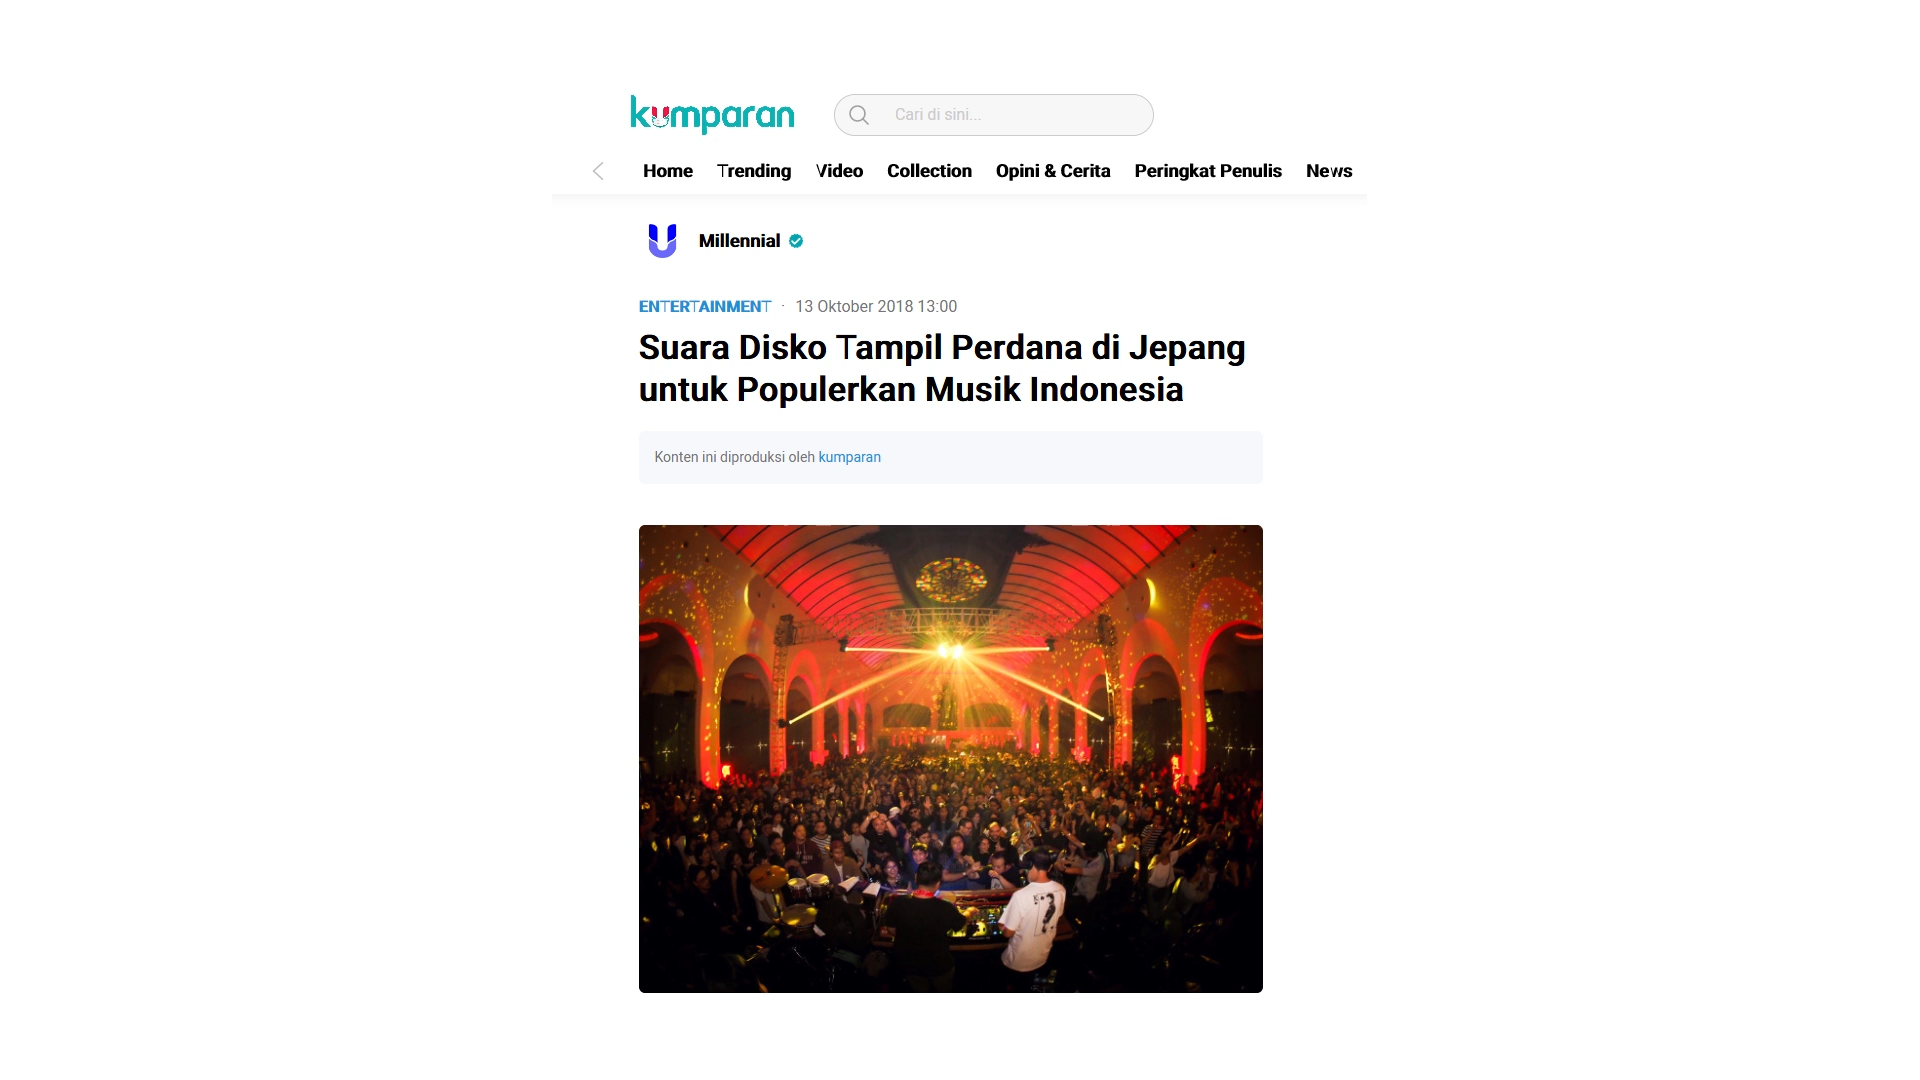 kumparan
Cari di sini...
Home Trending Video Collection Opini & Cerita Peringkat Penulis News
Millennial
ENTERTAINMENT · 13 Oktober 2018 13:00
Suara Disko Tampil Perdana di Jepang
untuk Populerkan Musik Indonesia
Konten ini diproduksi oleh kumparan